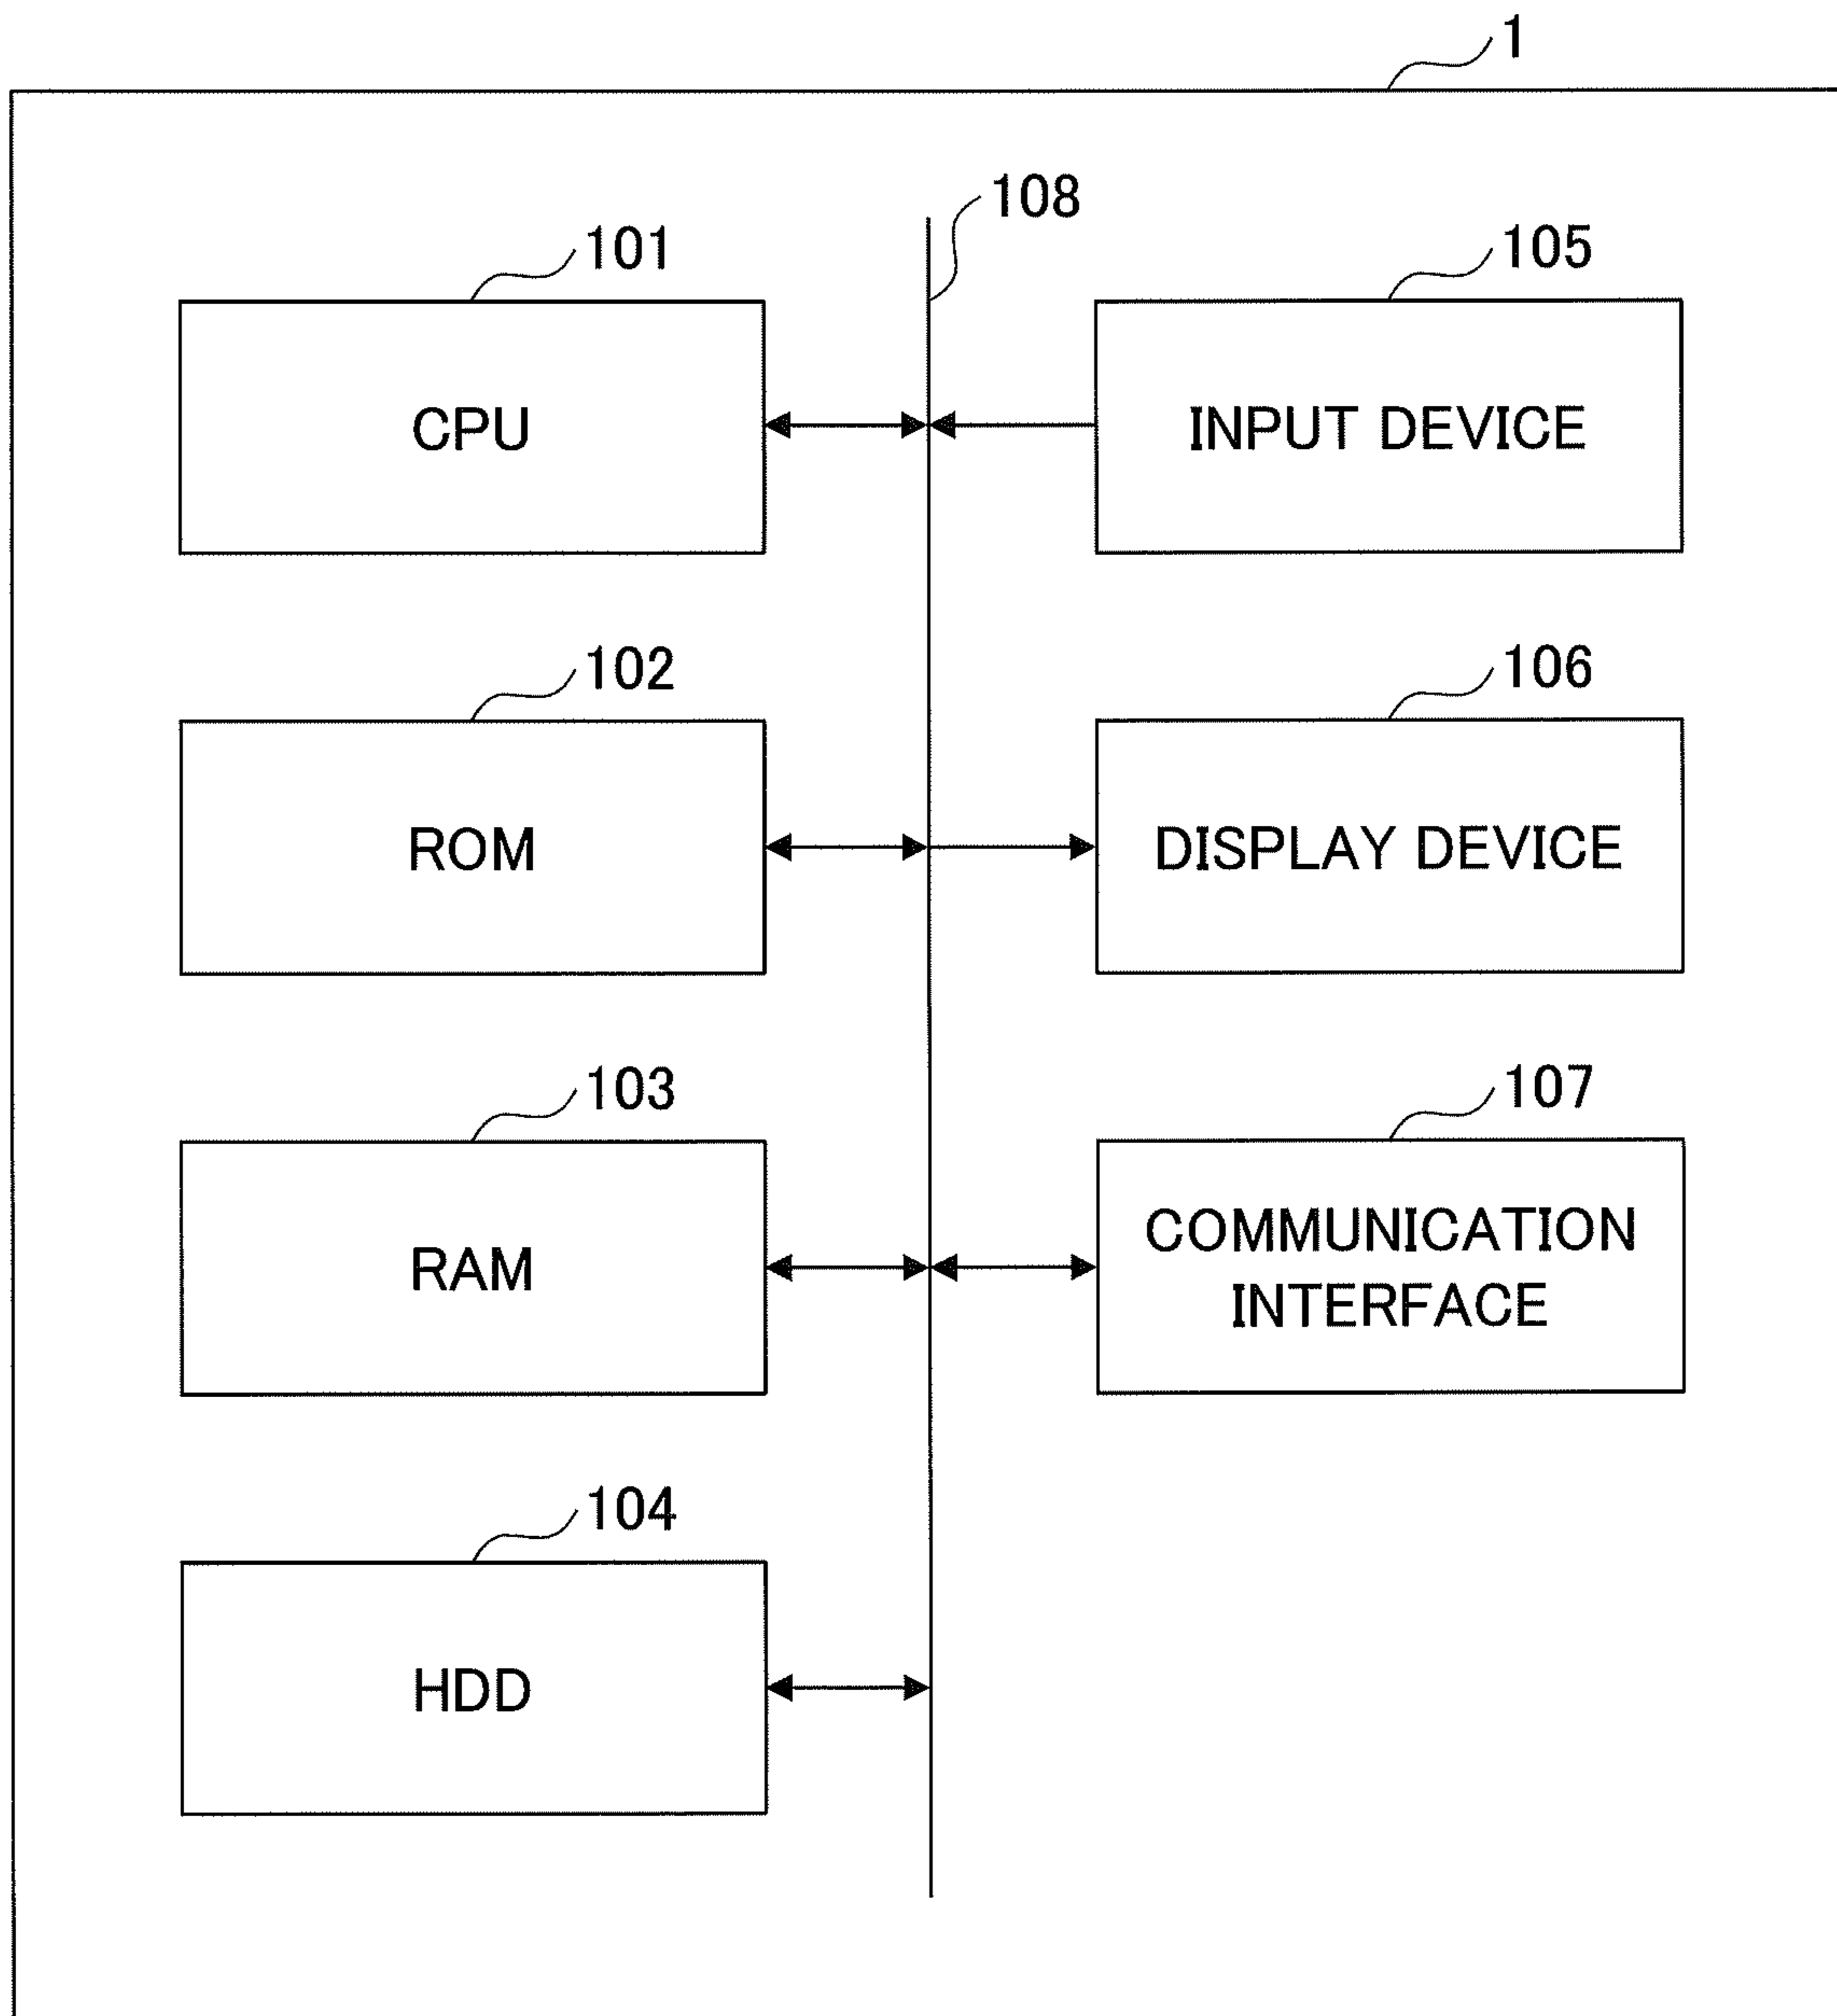 1
108
101
105
CPU
INPUT DEVICE
102
106
ROM
DISPLAY DEVICE
103
107
RAM
COMMUNICATION
INTERFACE
104
HDD